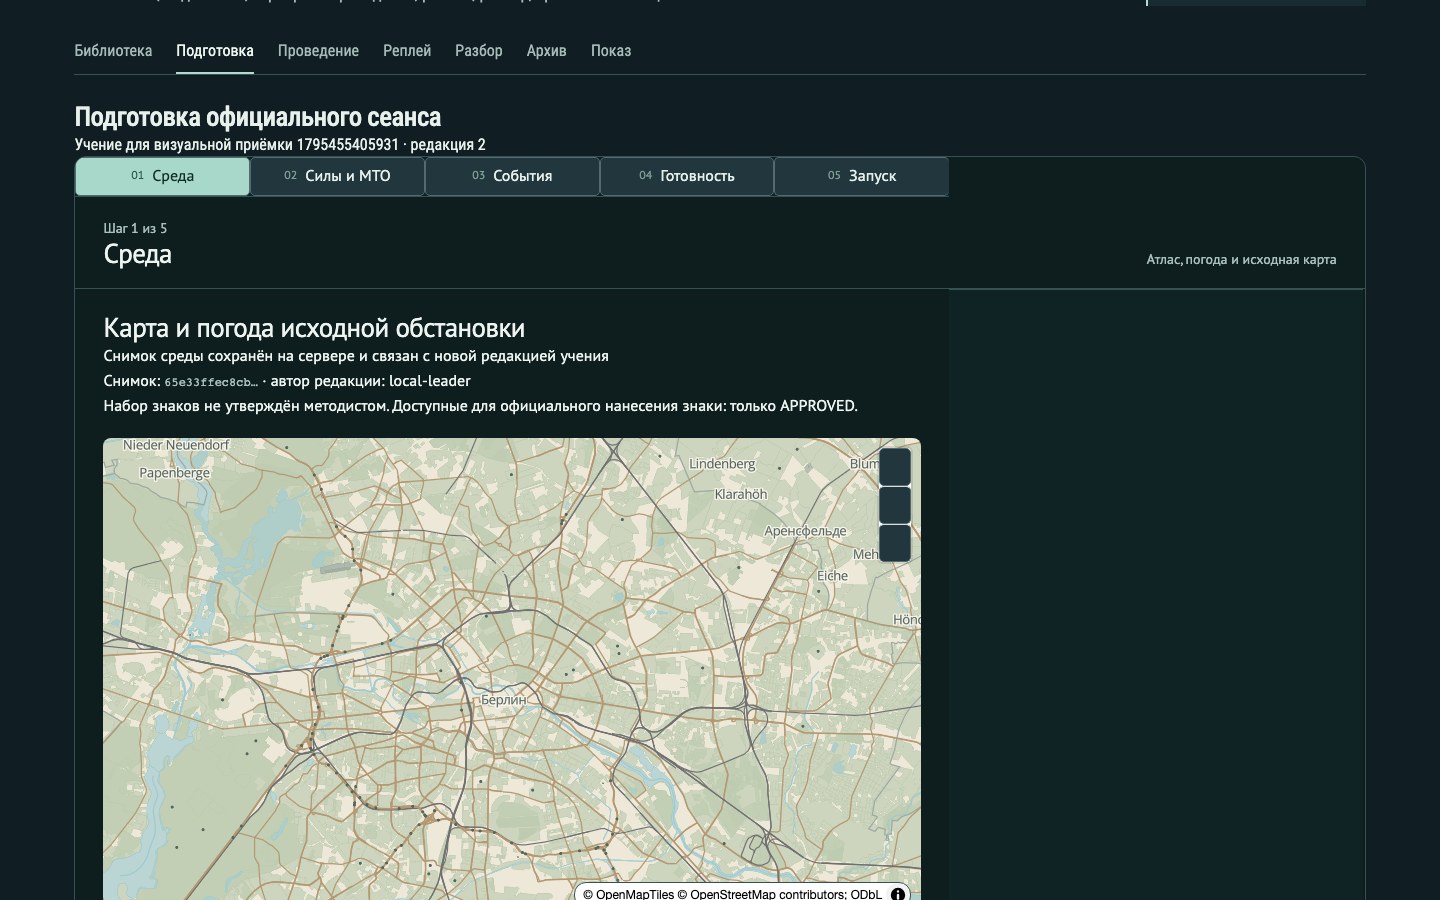 Библиотека Подготовка Проведение Реплей Разбор Архив Показ
Подготовка официального сеанса
Учение для визуальной приёмки 1795455405931 · редакция 2
01 Среда 02 Силы и МТО 03 События 04 Готовность 05 Запуск
Шаг 1 из 5
Среда
Атлас, погода и исходная карта
Карта и погода исходной обстановки
Снимок среды сохранён на сервере и связан с новой редакцией учения
Снимок: 65e33ffec8cb… · автор редакции: local-leader
Набор знаков не утверждён методистом. Доступные для официального нанесения знаки: только APPROVED.
Nieder Neuendorf
Papenberge
Lindenberg
Blum
Klarahöh
Аренсфельде
Meh
Eiche
Höno
Берлин
© OpenMapTiles © OpenStreetMap contributors; ODbL